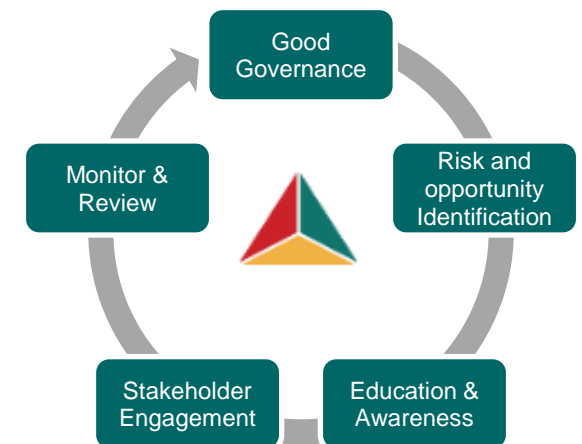 Good
Governance
Risk and
opportunity
Identification
Education &
Awareness
Stakeholder
Engagement
Monitor &
Review